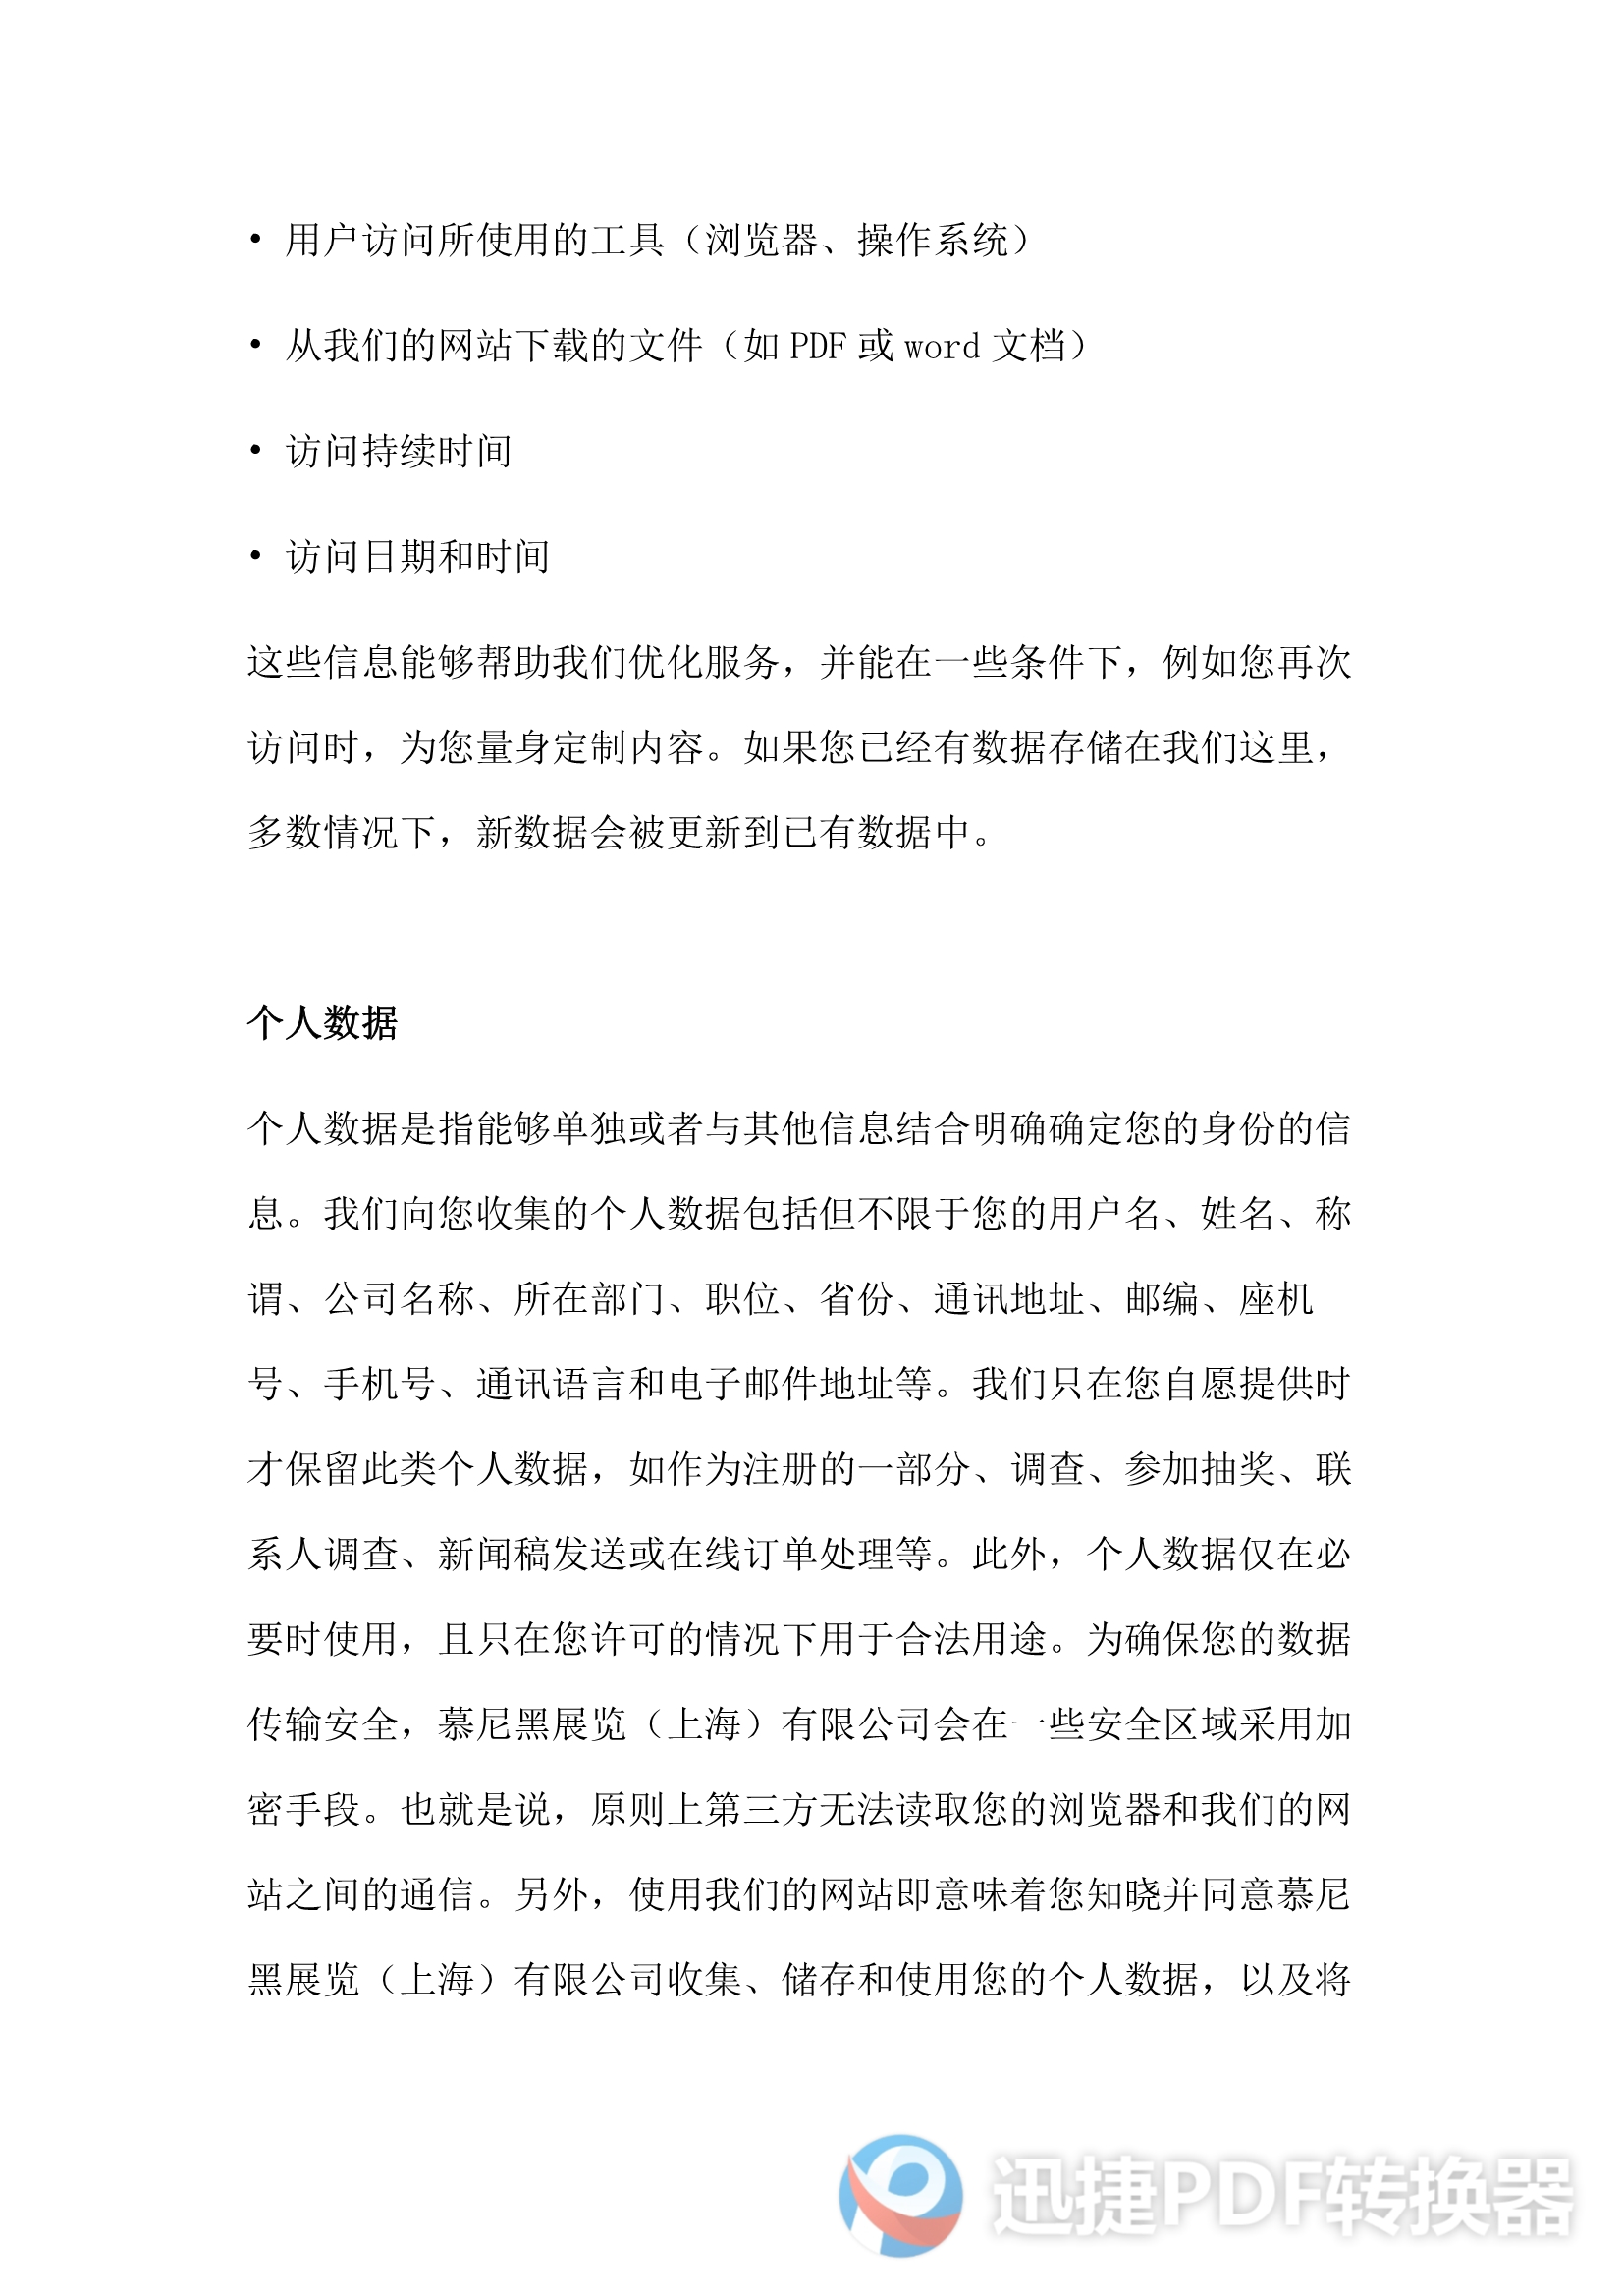 • 用户访问所使用的工具（浏览器、操作系统）
• 从我们的网站下载的文件（如 PDF 或 word 文档）
• 访问持续时间
• 访问日期和时间
这些信息能够帮助我们优化服务，并能在一些条件下，例如您再次
访问时，为您量身定制内容。如果您已经有数据存储在我们这里，
多数情况下，新数据会被更新到已有数据中。
个人数据
个人数据是指能够单独或者与其他信息结合明确确定您的身份的信
息。我们向您收集的个人数据包括但不限于您的用户名、姓名、称
谓、公司名称、所在部门、职位、省份、通讯地址、邮编、座机
号、手机号、通讯语言和电子邮件地址等。我们只在您自愿提供时
才保留此类个人数据，如作为注册的一部分、调查、参加抽奖、联
系人调查、新闻稿发送或在线订单处理等。此外，个人数据仅在必
要时使用，且只在您许可的情况下用于合法用途。为确保您的数据
传输安全，慕尼黑展览（上海）有限公司会在一些安全区域采用加
密手段。也就是说，原则上第三方无法读取您的浏览器和我们的网
站之间的通信。另外，使用我们的网站即意味着您知晓并同意慕尼
黑展览（上海）有限公司收集、储存和使用您的个人数据，以及将
迅捷PDF转换器